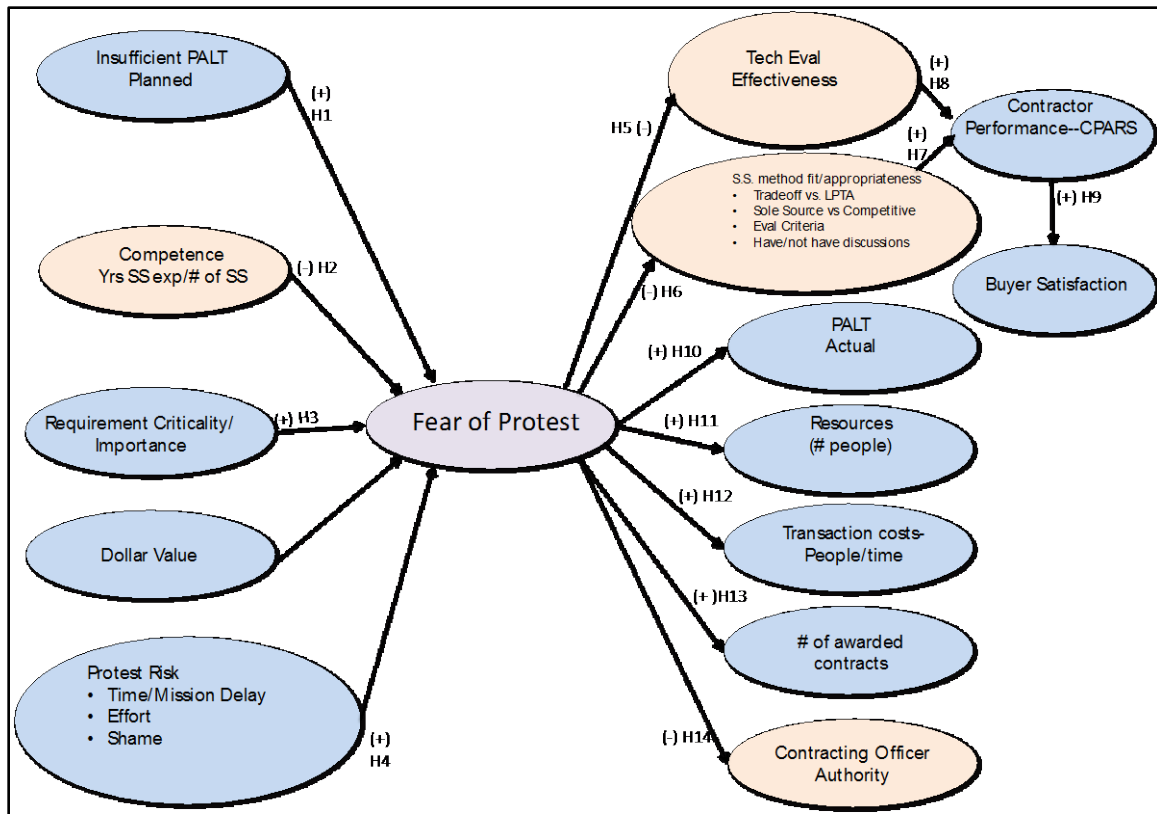 Insufficient PALT
Planned
(+)
H1
Competence
Yrs SS exp/# of SS
(-) H2
Requirement Criticality/
Importance
(+) H3
Dollar Value
Protest Risk
• Time/Mission Delay
• Effort
• Shame
(+)
H4
Fear of Protest
H5 (-)
Tech Eval
Effectiveness
(+)
H8
Contractor
Performance--CPARS
(+)
H7
S.S. method fit/appropriateness
• Tradeoff vs. LPTA
• Sole Source vs Competitive
• Eval Criteria
• Have/not have discussions
(-) H6
(+) H9
Buyer Satisfaction
(+) H10
PALT
Actual
(+) H11
Resources
(# people)
(+) H12
Transaction costs-
People/time
(+ )H13
# of awarded
contracts
(-) H14
Contracting Officer
Authority